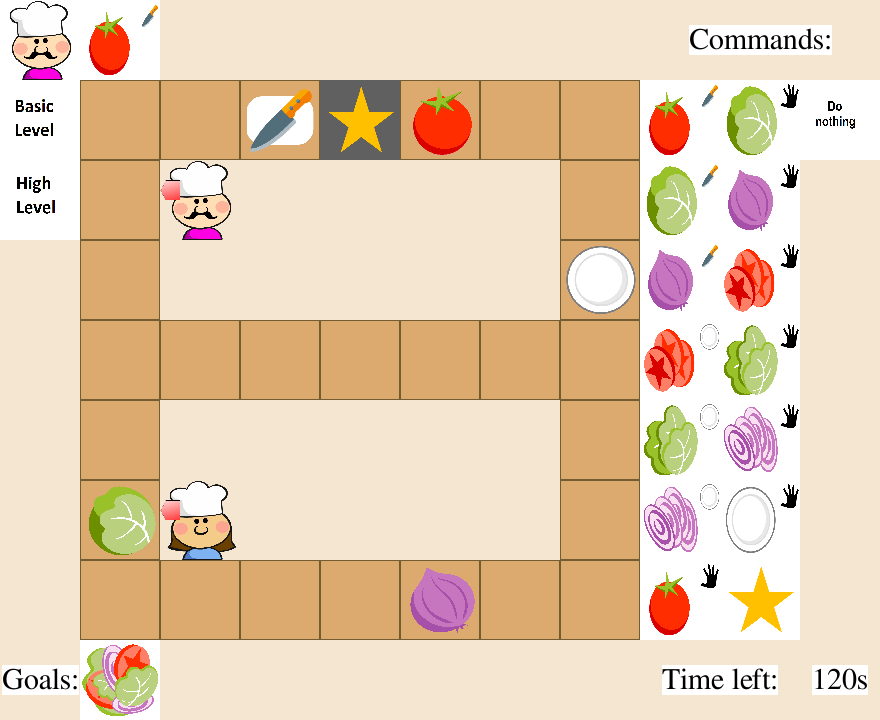 Commands:
Basic
Level
Do
nothing
High
Level
Goals:
Time left: 120s